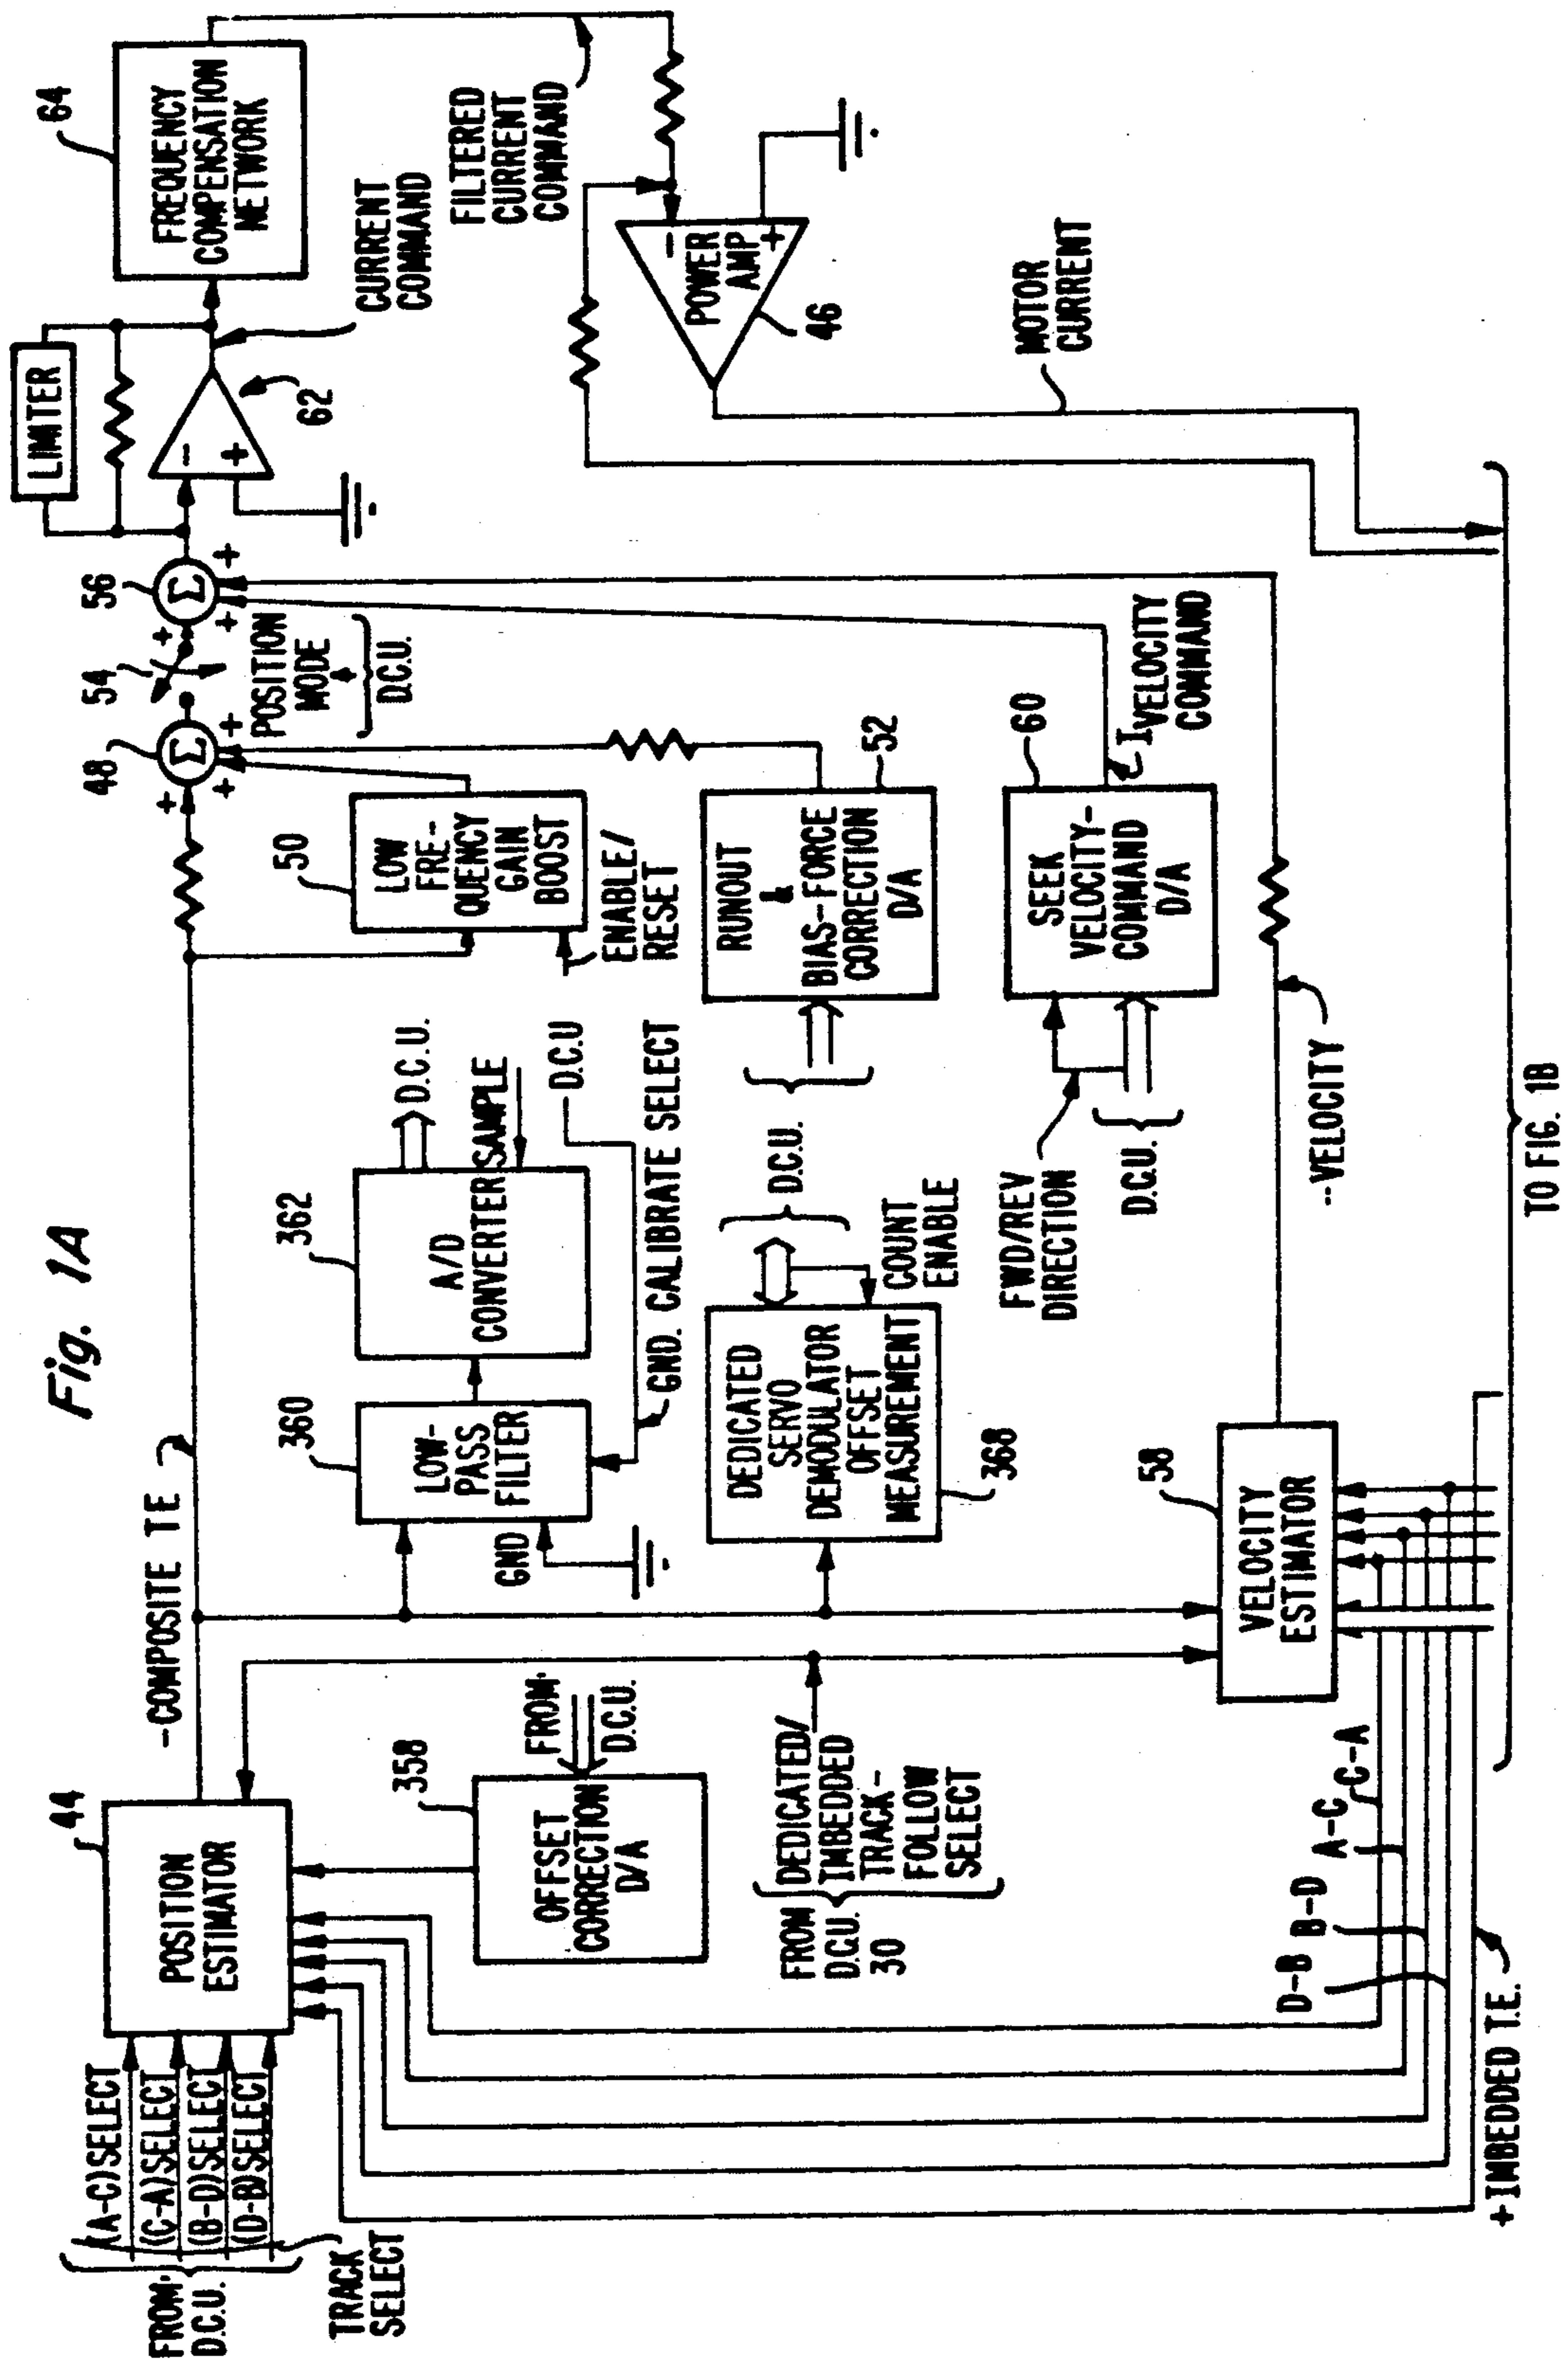 Fig. 1A
FROM
D.C.U.
(A-C)SELECT
(C-A)SELECT
(B-D)SELECT
(D-B)SELECT
TRACK
SELECT
44
POSITION
ESTIMATOR
-COMPOSITE T.E.
48
Σ
+
+
+
54
POSITION
MODE
D.C.U.
56
Σ
+
+
+
LIMITER
-
+
62
CURRENT
COMMAND
64
FREQUENCY
COMPENSATION
NETWORK
FILTERED
CURRENT
COMMAND
-
POWER
AMP
+
46
MOTOR
CURRENT
358
OFFSET
CORRECTION
D/A
FROM
D.C.U.
360
LOW-
PASS
FILTER
GND
362
A/D
CONVERTER
D.C.U.
SAMPLE
D.C.U
GND. CALIBRATE SELECT
50
LOW
FRE-
QUENCY
GAIN
BOOST
ENABLE/
RESET
FROM
D.C.U.
30
DEDICATED/
IMBEDDED
TRACK-
FOLLOW
SELECT
DEDICATED
SERVO
DEMODULATOR
OFFSET
MEASUREMENT
368
D.C.U.
COUNT
ENABLE
RUNOUT
&
BIAS-FORCE
CORRECTION
D/A
52
D.C.U.
FWD/REV
DIRECTION
D.C.U.
60
SEEK
VELOCITY-
COMMAND
D/A
VELOCITY
COMMAND
58
VELOCITY
ESTIMATOR
--VELOCITY
D-B
B-D
A-C
C-A
+IMBEDDED T.E.
TO FIG. 1B